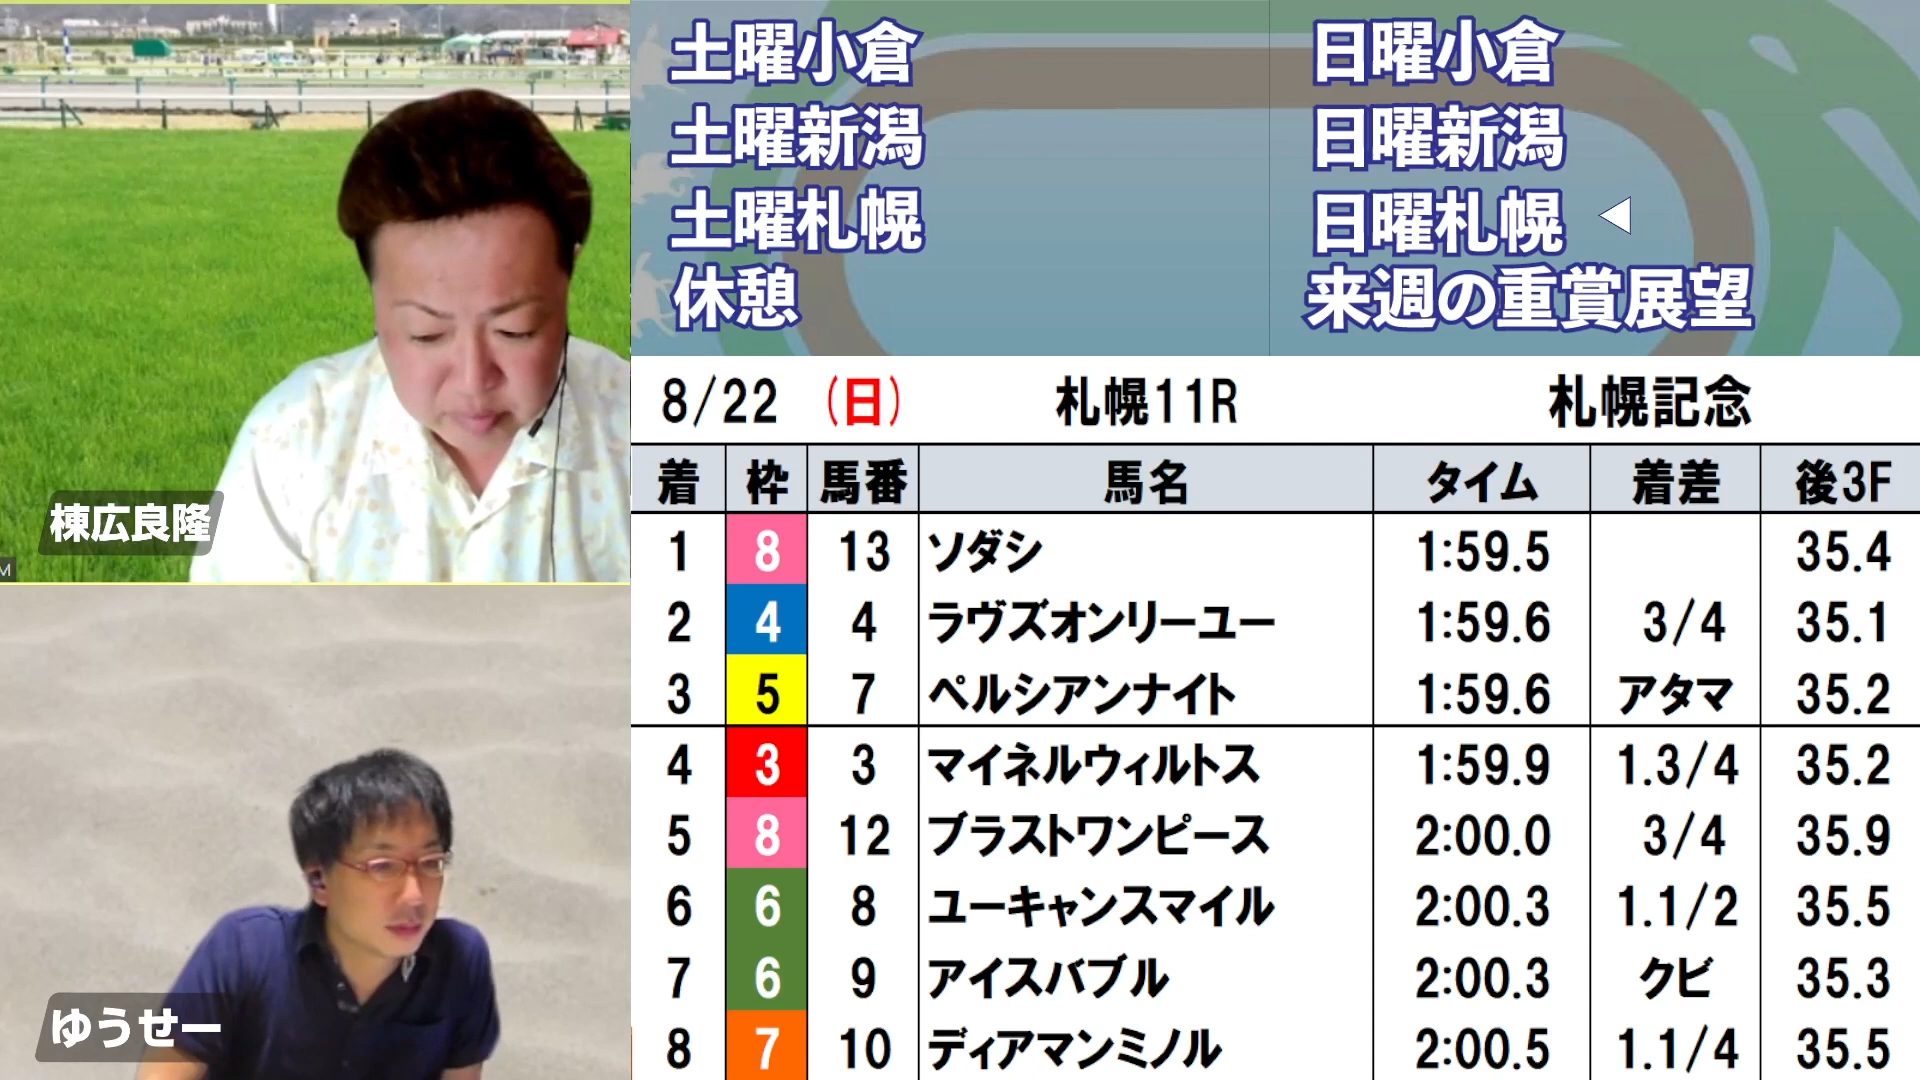 土曜小倉
土曜新潟
土曜札幌
休憩
日曜小倉
日曜新潟
日曜札幌 ◀
来週の重賞展望
8/22 (日) 札幌11R 札幌記念
着 枠 馬番 馬名 タイム 着差 後3F
1 8 13 ソダシ 1:59.5 35.4
2 4 4 ラヴズオンリーユー 1:59.6 3/4 35.1
3 5 7 ペルシアンナイト 1:59.6 アタマ 35.2
4 3 3 マイネルウィルトス 1:59.9 1.3/4 35.2
5 8 12 ブラストワンピース 2:00.0 3/4 35.9
6 6 8 ユーキャンスマイル 2:00.3 1.1/2 35.5
7 6 9 アイスバブル 2:00.3 クビ 35.3
8 7 10 ディアマンミノル 2:00.5 1.1/4 35.5
棟広良隆
M
ゆうせー